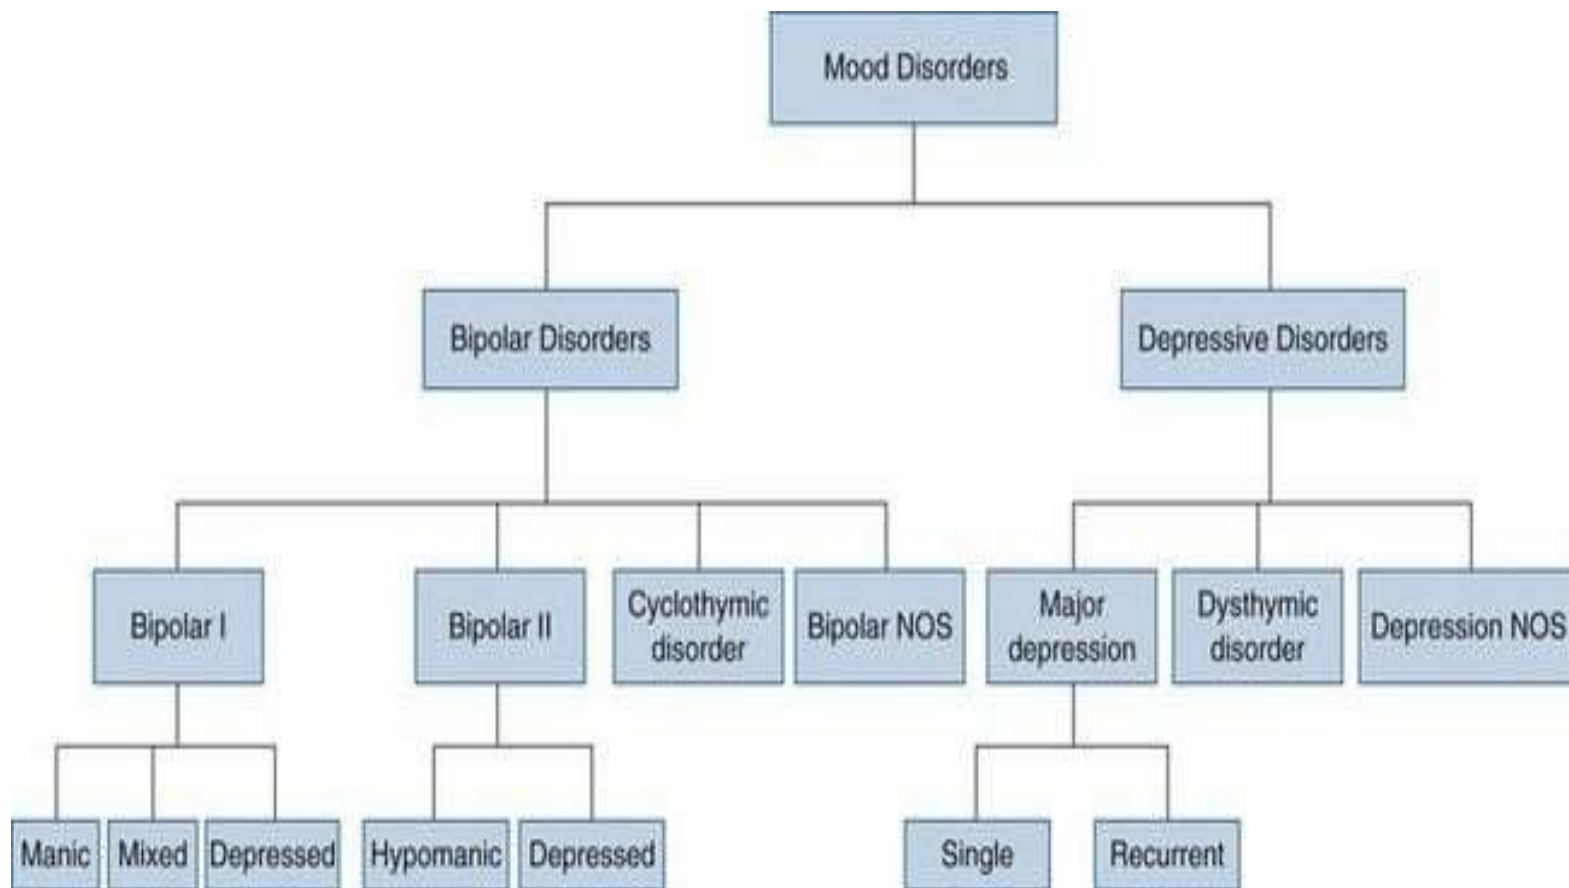 Mood Disorders
Bipolar Disorders
Depressive Disorders
Bipolar I
Bipolar II
Cyclothymic
disorder
Bipolar NOS
Major
depression
Dysthymic
disorder
Depression NOS
Manic
Mixed
Depressed
Hypomanic
Depressed
Single
Recurrent